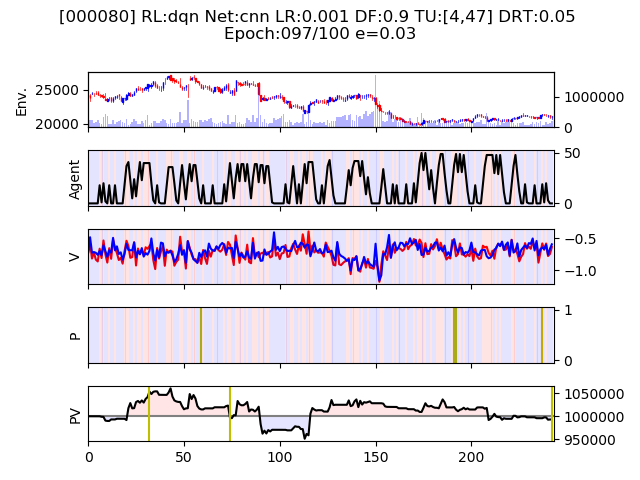 [000080] RL:dqn Net:cnn LR:0.001 DF:0.9 TU:[4,47] DRT:0.05
Epoch:097/100 e=0.03
Env.
25000
20000
1000000
0
Agent
50
0
V
−0.5
−1.0
P
1
0
PV
1050000
1000000
950000
0 50 100 150 200